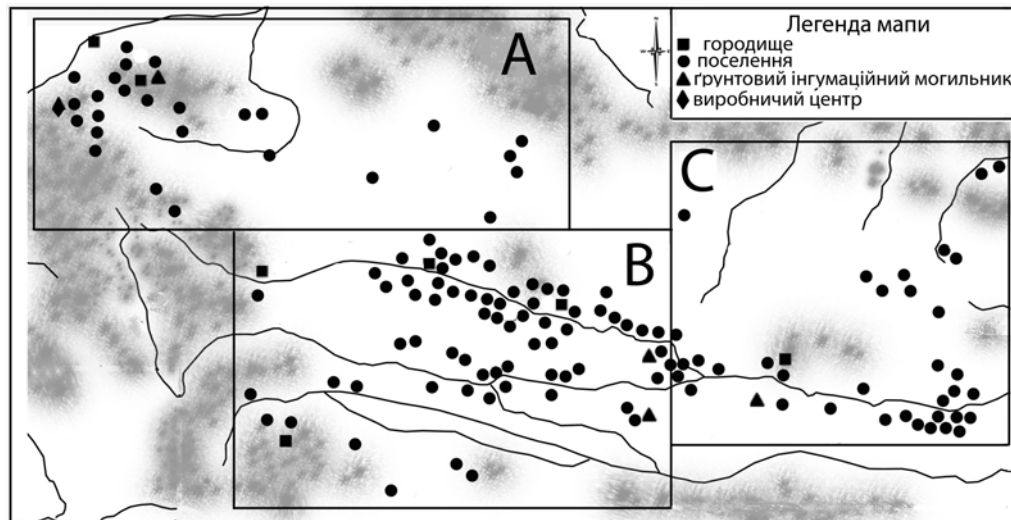 A
Легенда мапи
городище
поселення
ґрунтовий інгумаційний могильник
виробничий центр
C
B